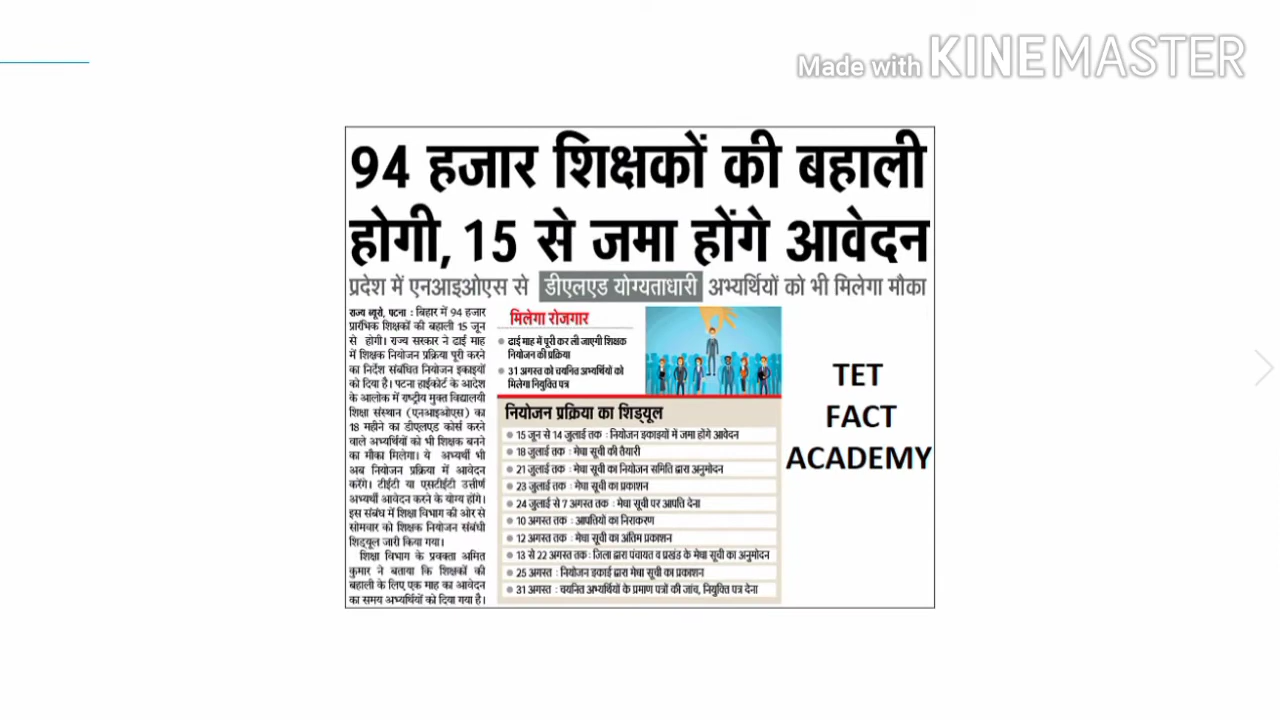 Made with KINEMASTER
94 हजार शिक्षकों की बहाली
होगी, 15 से जमा होंगे आवेदन
प्रदेश में एनआइओएस से डीएलएड योग्यताधारी अभ्यर्थियों को भी मिलेगा मौका
राज्य ब्यूरो, पटना : बिहार में 94 हजार
प्रारंभिक शिक्षकों की बहाली 15 जून
से होगी। राज्य सरकार ने ढाई माह
में शिक्षक नियोजन प्रक्रिया पूरी करने
का निर्देश संबंधित नियोजन इकाइयों
को दिया है। पटना हाईकोर्ट के आदेश
के आलोक में राष्ट्रीय मुक्त विद्यालयी
शिक्षा संस्थान (एनआइओएस) का
18 महीने का डीएलएड कोर्स करने
वाले अभ्यर्थियों को भी शिक्षक बनने
का मौका मिलेगा। ये अभ्यर्थी भी
अब नियोजन प्रक्रिया में आवेदन
करेंगे। टीईटी या एसटीईटी उत्तीर्ण
अभ्यर्थी आवेदन करने के योग्य होंगे।
इस संबंध में शिक्षा विभाग की ओर से
सोमवार को शिक्षक नियोजन संबंधी
शिड्यूल जारी किया गया।
शिक्षा विभाग के प्रवक्ता अमित
कुमार ने बताया कि शिक्षकों की
बहाली के लिए एक माह का आवेदन
का समय अभ्यर्थियों को दिया गया है।
मिलेगा रोजगार
ढाई माह में पूरी कर ली जाएगी शिक्षक
नियोजन की प्रक्रिया
31 अगस्त को चयनित अभ्यर्थियों को
मिलेगा नियुक्ति पत्र
नियोजन प्रक्रिया का शिड्यूल
15 जून से 14 जुलाई तक : नियोजन इकाइयों में जमा होंगे आवेदन
18 जुलाई तक : मेधा सूची की तैयारी
21 जुलाई तक : मेधा सूची का नियोजन समिति द्वारा अनुमोदन
23 जुलाई तक : मेधा सूची का प्रकाशन
24 जुलाई से 7 अगस्त तक : मेधा सूची पर आपति देना
10 अगस्त तक : आपतियों का निराकरण
12 अगस्त तक : मेधा सूची का अंतिम प्रकाशन
13 से 22 अगस्त तक : जिला द्वारा पंचायत व प्रखंड के मेधा सूची का अनुमोदन
25 अगस्त : नियोजन इकाई द्वारा मेधा सूची का प्रकाशन
31 अगस्त : चयनित अभ्यर्थियों के प्रमाण पत्रों की जांच, नियुक्ति पत्र देना
TET
FACT
ACADEMY